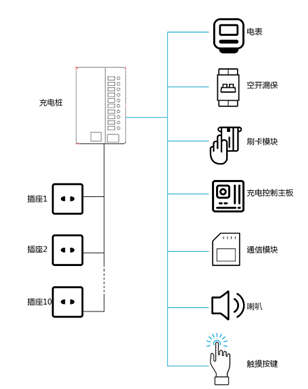 电表
空开漏保
充电桩
刷卡模块
插座1
充电控制主板
插座2
通信模块
插座10
喇叭
触摸按键